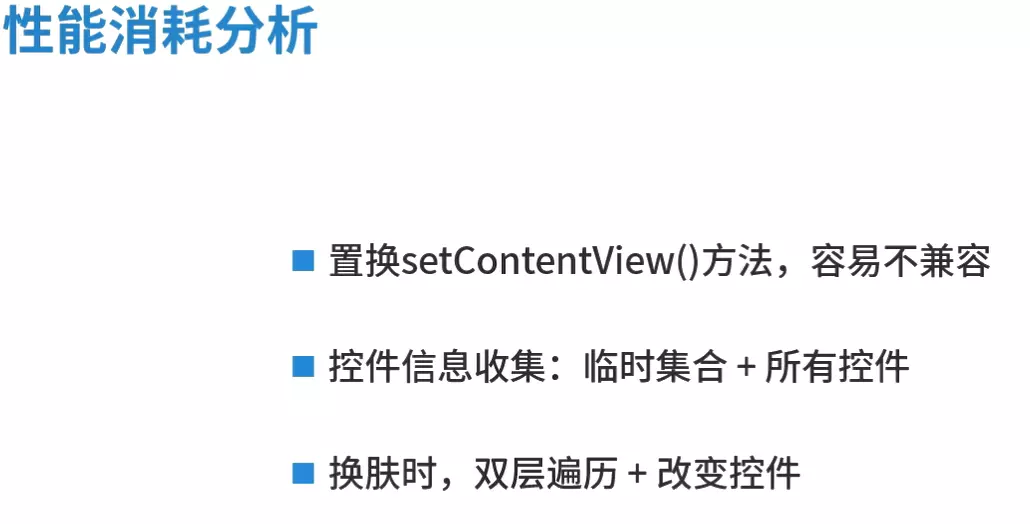 性能消耗分析
置换setContentView()方法，容易不兼容
控件信息收集：临时集合 + 所有控件
换肤时，双层遍历 + 改变控件